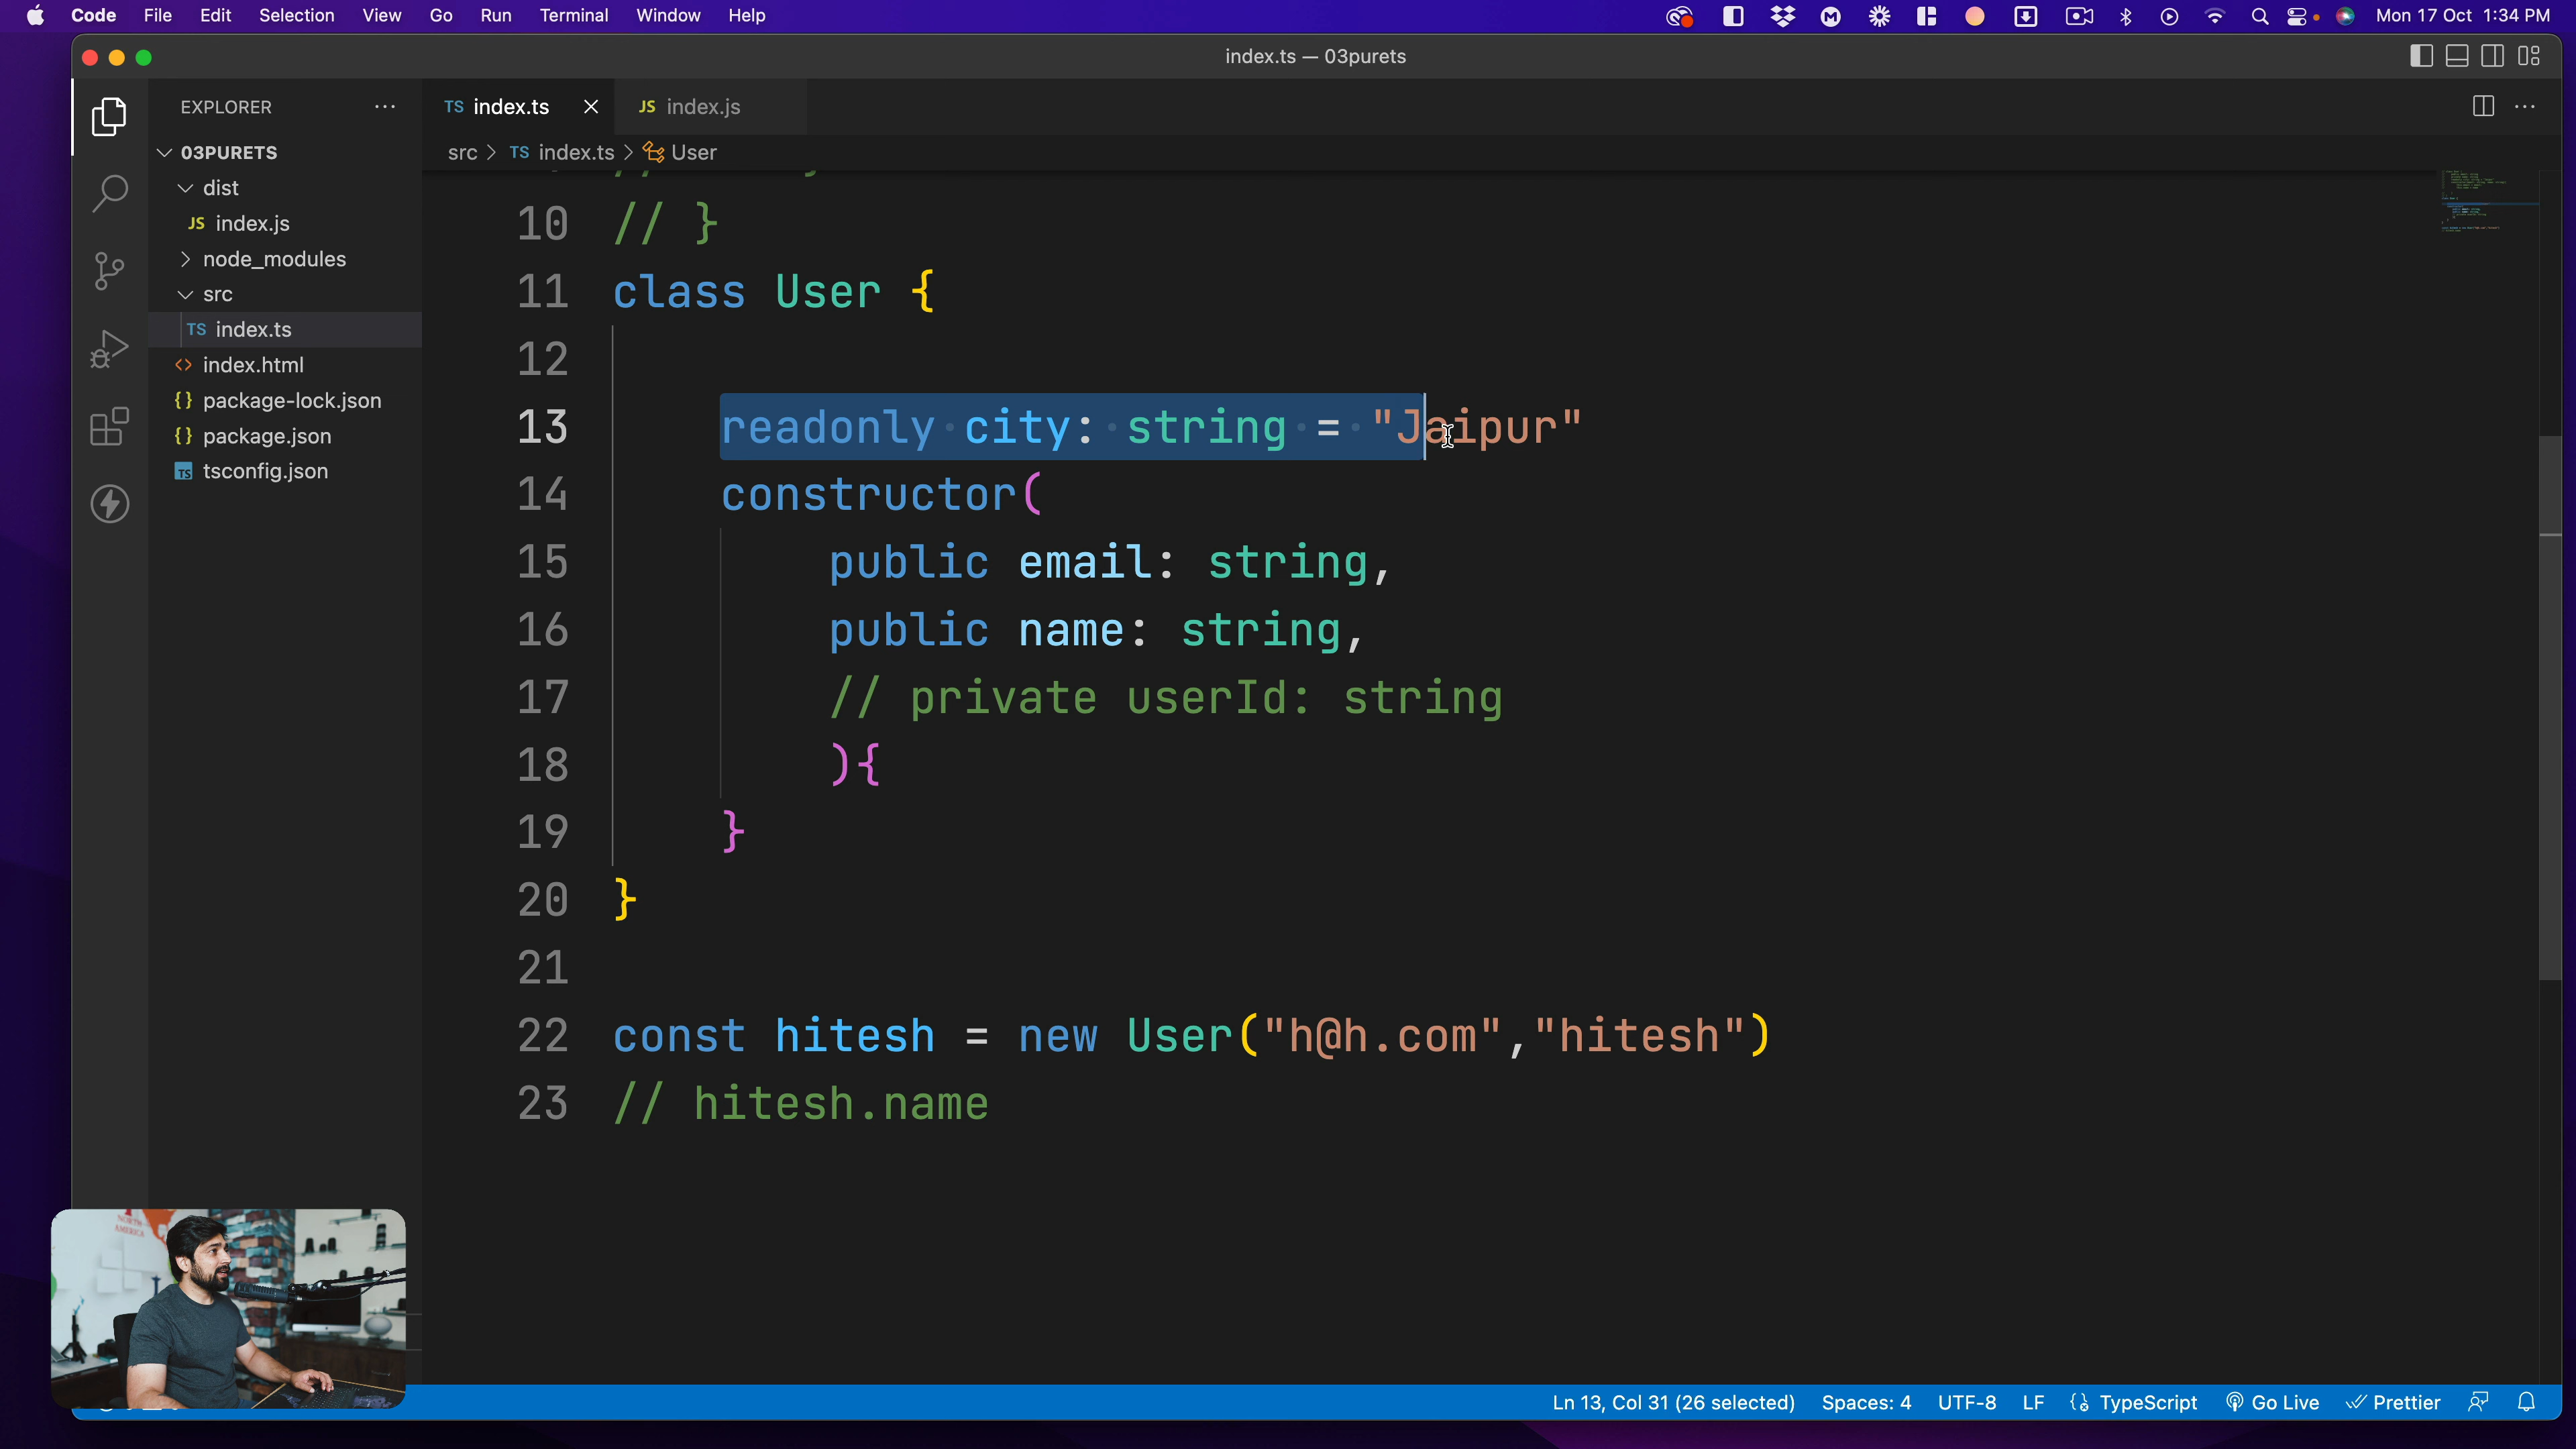 Code File Edit Selection View Go Run Terminal Window Help Mon 17 Oct 1:34 PM
index.ts — 03purets
EXPLORER
TS index.ts
JS index.js
03PURETS
src > TS index.ts > User
dist
JS index.js
node_modules
src
TS index.ts
<> index.html
{} package-lock.json
{} package.json
TS tsconfig.json
10 // }
11 class User {
12
13 readonly city: string = "Jaipur"
14 constructor(
15 public email: string,
16 public name: string,
17 // private userId: string
18 ){
19 }
20 }
21
22 const hitesh = new User("h@h.com","hitesh")
23 // hitesh.name
NORTH
AMERICA
Ln 13, Col 31 (26 selected) Spaces: 4 UTF-8 LF TypeScript Go Live Prettier